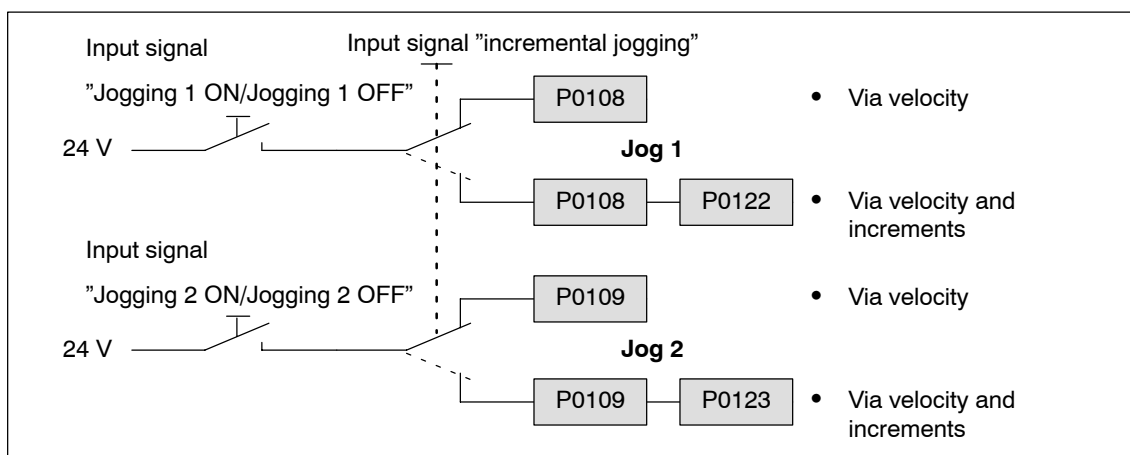 Input signal
Input signal ”incremental jogging”
”Jogging 1 ON/Jogging 1 OFF”
P0108
• Via velocity
24 V
Jog 1
P0108
P0122
• Via velocity and
increments
Input signal
”Jogging 2 ON/Jogging 2 OFF”
P0109
• Via velocity
24 V
Jog 2
P0109
P0123
• Via velocity and
increments